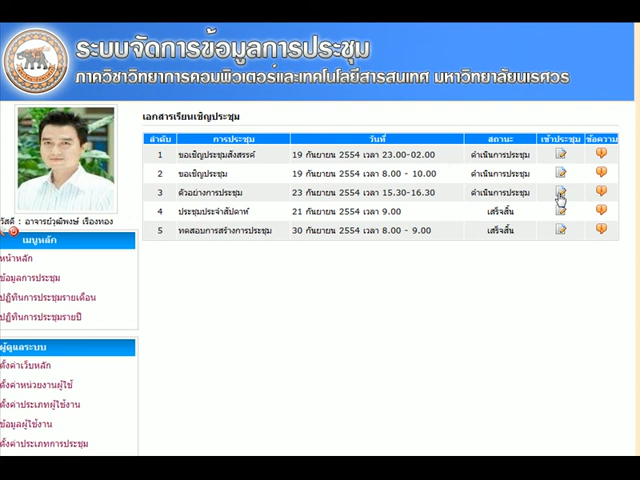 ระบบจัดการข้อมูลการประชุม
ภาควิชาวิทยาการคอมพิวเตอร์และเทคโนโลยีสารสนเทศ มหาวิทยาลัยนเรศวร
เอกสารเรียนเชิญประชุม
ลำดับ การประชุม วันที่ สถานะ เข้าประชุม ข้อความ
1 ขอเชิญประชุมสังสรรค์ 19 กันยายน 2554 เวลา 23.00-02.00 ดำเนินการประชุม
2 ขอเชิญประชุม 19 กันยายน 2554 เวลา 8.00 - 10.00 ดำเนินการประชุม
3 ตัวอย่างการประชุม 23 กันยายน 2554 เวลา 15.30-16.30 ดำเนินการประชุม
4 ประชุมประจำสัปดาห์ 21 กันยายน 2554 เวลา 9.00 เสร็จสิ้น
5 ทดสอบการสร้างการประชุม 30 กันยายน 2554 เวลา 8.00 - 9.00 เสร็จสิ้น
วัสดี : อาจารย์วุฒิพงษ์ เรือนทอง
เมนูหลัก
หน้าหลัก
ข้อมูลการประชุม
ปฏิทินการประชุมรายเดือน
ปฏิทินการประชุมรายปี
ผู้ดูแลระบบ
ตั้งค่าเว็บหลัก
ตั้งค่าหน่วยงานผู้ใช้
ตั้งค่าประเภทผู้ใช้งาน
ข้อมูลผู้ใช้งาน
ตั้งค่าประเภทการประชุม